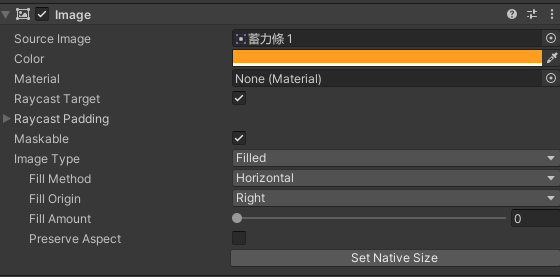 Image
Source Image 蓄力條 1
Color
Material None (Material)
Raycast Target
Raycast Padding
Maskable
Image Type Filled
Fill Method Horizontal
Fill Origin Right
Fill Amount 0
Preserve Aspect
Set Native Size